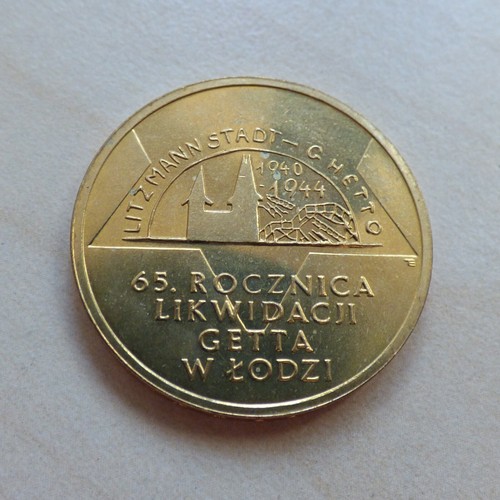 LITZMANNSTADT – GHETTO
1940
-1944
65. ROCZNICA
LIKWIDACJI
GETTA
W ŁODZI